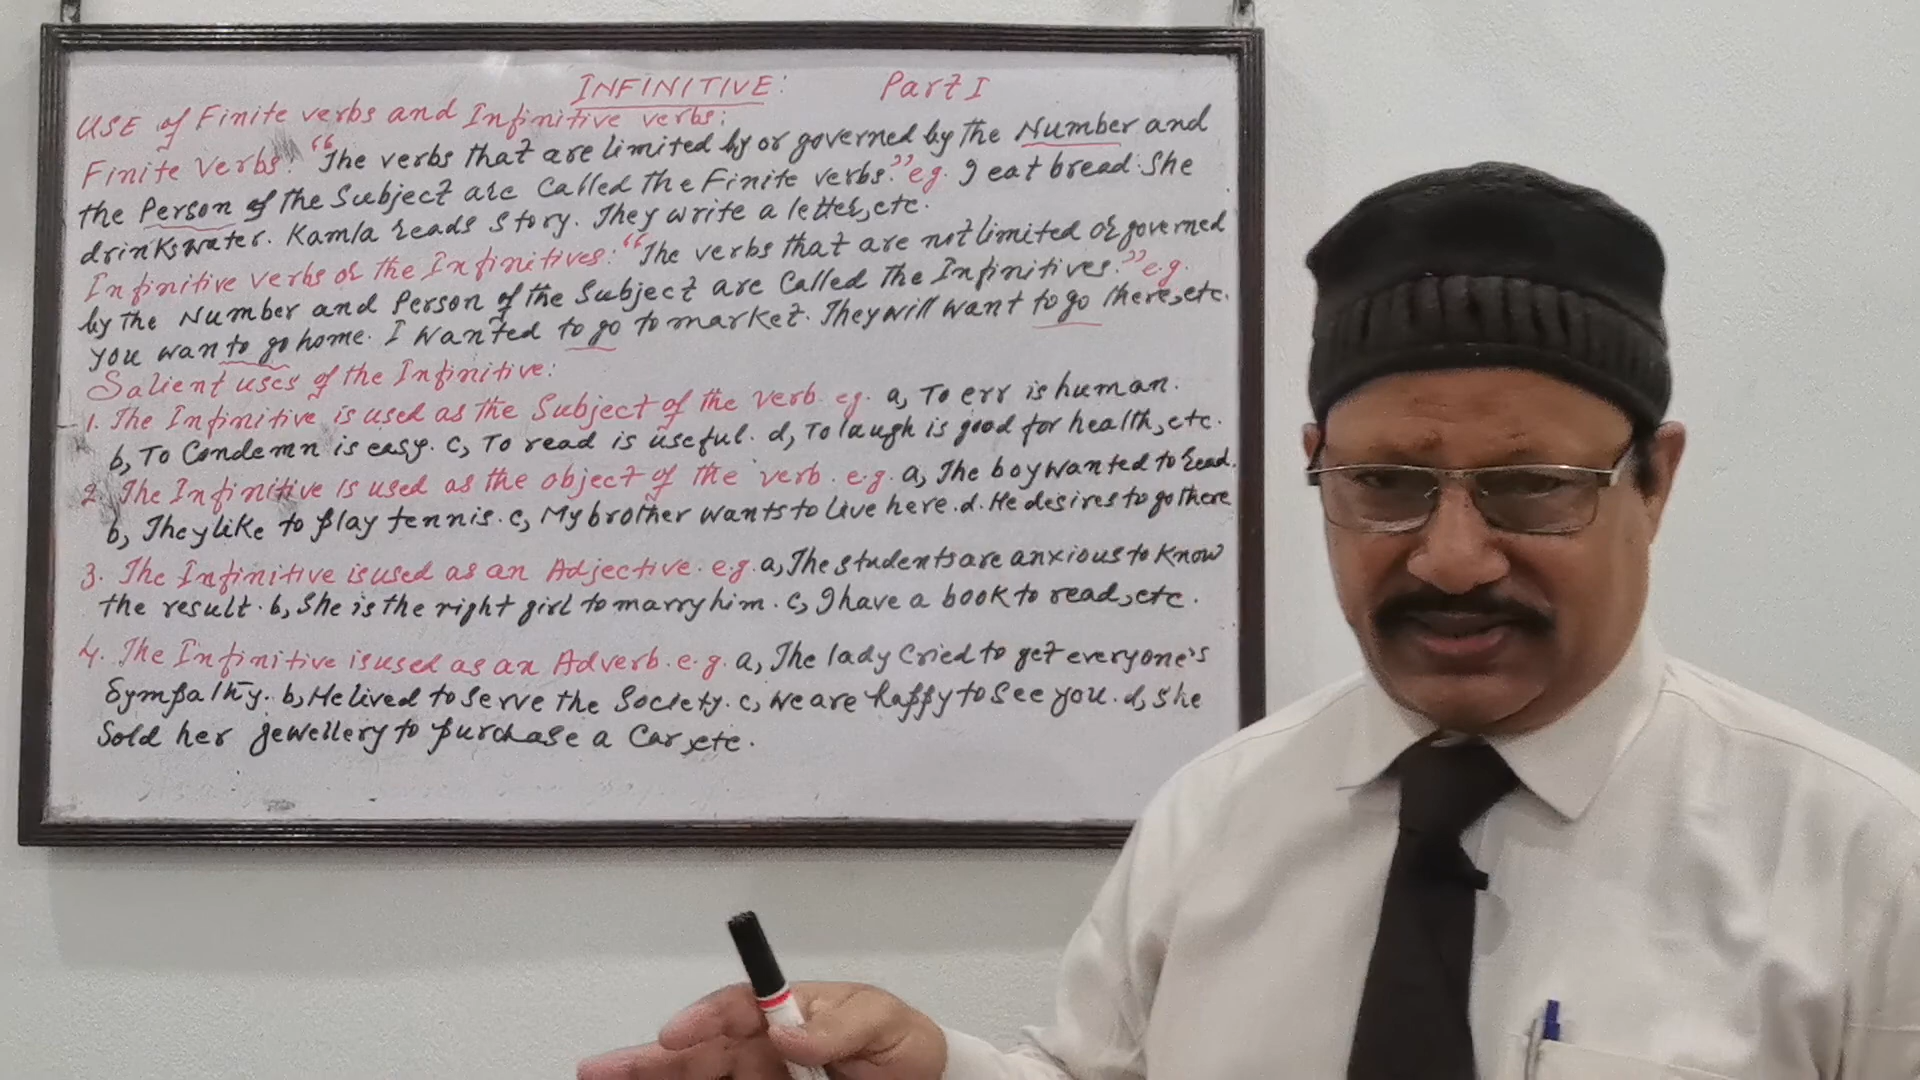 INFINITIVE: Part I
USE of Finite verbs and Infinitive verbs:
Finite Verbs: "The verbs that are limited by or governed by the Number and
the Person of the Subject are Called The Finite verbs." eg. I eat bread. She
drinks water. Kamla reads story. They write a letter, etc.
Infinitive verbs or the Infinitives: "The verbs that are not limited or governed
by the Number and Person of the Subject are Called The Infinitives." e.g.
you want to go home. I wanted to go to market. They will want to go there, etc.
Salient uses of the Infinitive:
1. The Infinitive is used as the Subject of the verb eg. a, To err is human.
b, To Condemn is easy. c, To read is useful. d, To laugh is good for health, etc.
2. The Infinitive is used as the object of the verb. e.g. a, The boy wanted to read.
b, They like to play tennis. c, My brother wants to live here. d. He desires to go there
3. The Infinitive is used as an Adjective. e.g. a, The students are anxious to know
the result. b, She is the right girl to marry him. c, I have a book to read, etc.
4. The Infinitive is used as an Adverb. e.g. a, The lady Cried to get everyone's
Sympathy. b, He lived to serve the Society. c, we are happy to see you. d, She
Sold her jewellery to purchase a Car, etc.